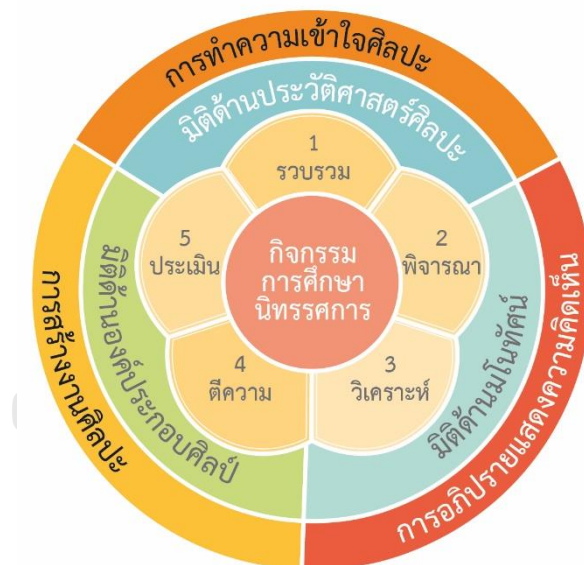 การทำความเข้าใจศิลปะ
มิติด้านประวัติศาสตร์ศิลปะ
1
รวบรวม
5
ประเมิน
กิจกรรม
การศึกษา
นิทรรศการ
2
พิจารณา
4
ตีความ
3
วิเคราะห์
มิติด้านองค์ประกอบศิลป์
มิติด้านมโนทัศน์
การสร้างงานศิลปะ
การอภิปรายแสดงความคิดเห็น